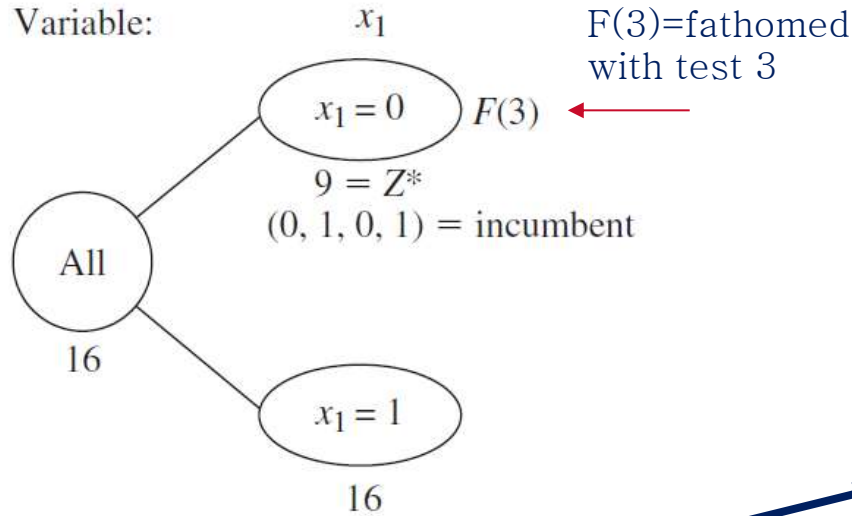 Variable:
x₁
F(3)=fathomed
with test 3
x₁ = 0
F(3)
9 = Z*
(0, 1, 0, 1) = incumbent
All
16
x₁ = 1
16